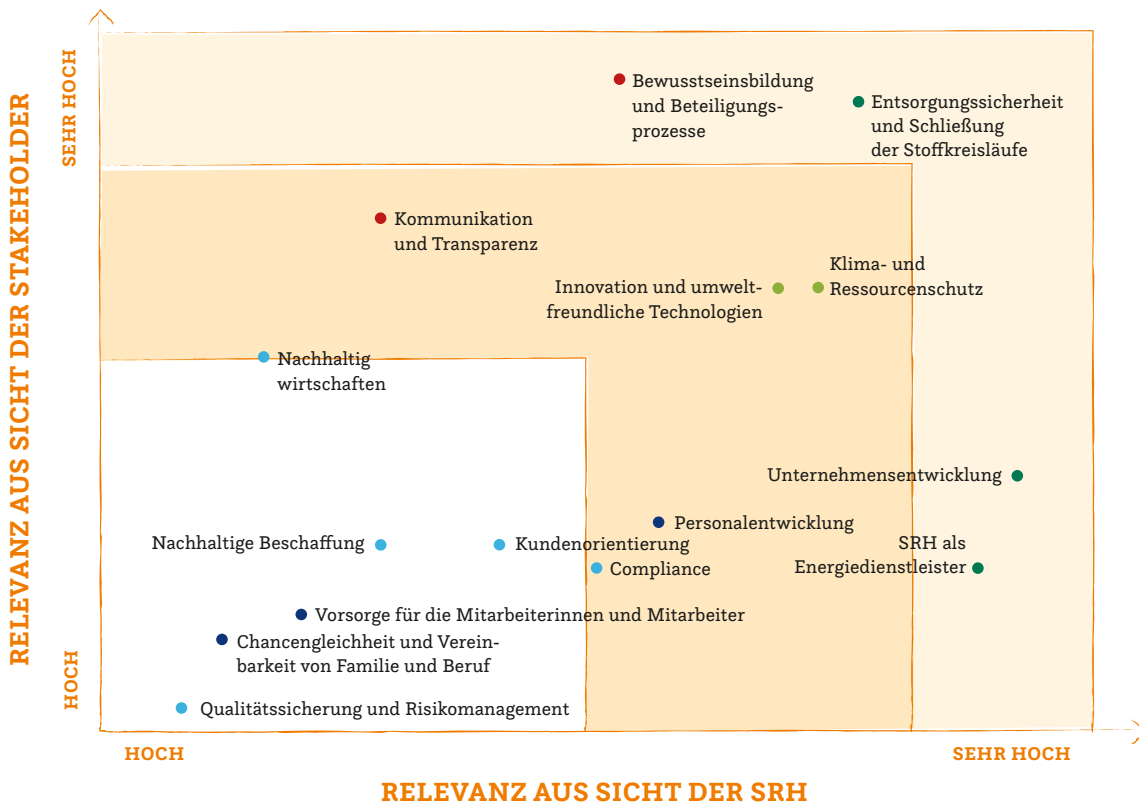 RELEVANZ AUS SICHT DER STAKEHOLDER
SEHR HOCH
HOCH
Bewusstseinsbildung
und Beteiligungs-
prozesse
Entsorgungssicherheit
und Schließung
der Stoffkreisläufe
Kommunikation
und Transparenz
Innovation und umwelt-
freundliche Technologien
Klima- und
Ressourcenschutz
Nachhaltig
wirtschaften
Unternehmensentwicklung
Personalentwicklung
Nachhaltige Beschaffung
Kundenorientierung
Compliance
SRH als
Energiedienstleister
Vorsorge für die Mitarbeiterinnen und Mitarbeiter
Chancengleichheit und Verein-
barkeit von Familie und Beruf
Qualitätssicherung und Risikomanagement
HOCH
SEHR HOCH
RELEVANZ AUS SICHT DER SRH